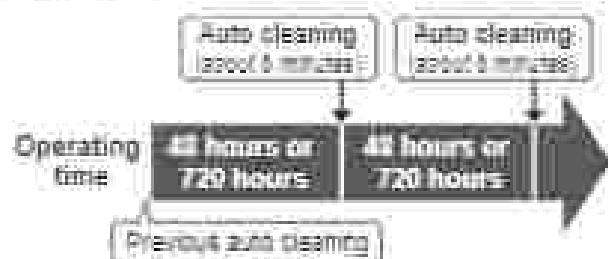 Auto cleaning
(about 5 minutes)
Auto cleaning
(about 5 minutes)
Operating
time
48 hours or
720 hours
48 hours or
720 hours
Previous auto cleaning